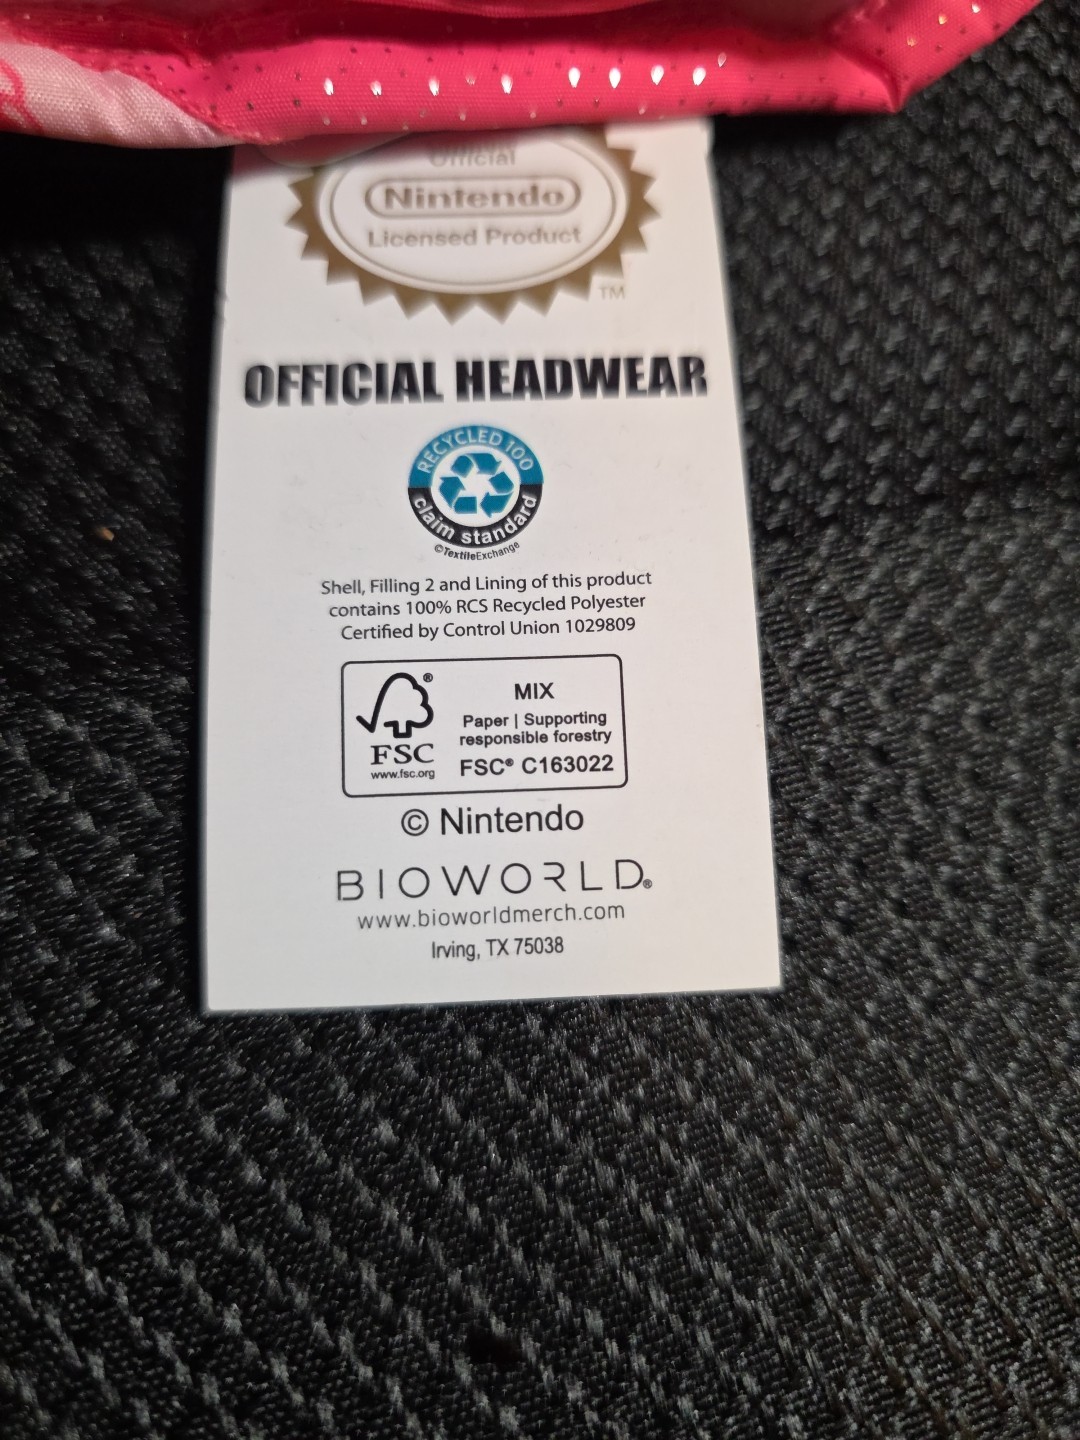 Official
Nintendo
Licensed Product
TM
OFFICIAL HEADWEAR
RECYCLED 100
claim standard
©TextileExchange
Shell, Filling 2 and Lining of this product
contains 100% RCS Recycled Polyester
Certified by Control Union 1029809
®
FSC
www.fsc.org
MIX
Paper | Supporting
responsible forestry
FSC® C163022
© Nintendo
BIOWORLD®
www.bioworldmerch.com
Irving, TX 75038